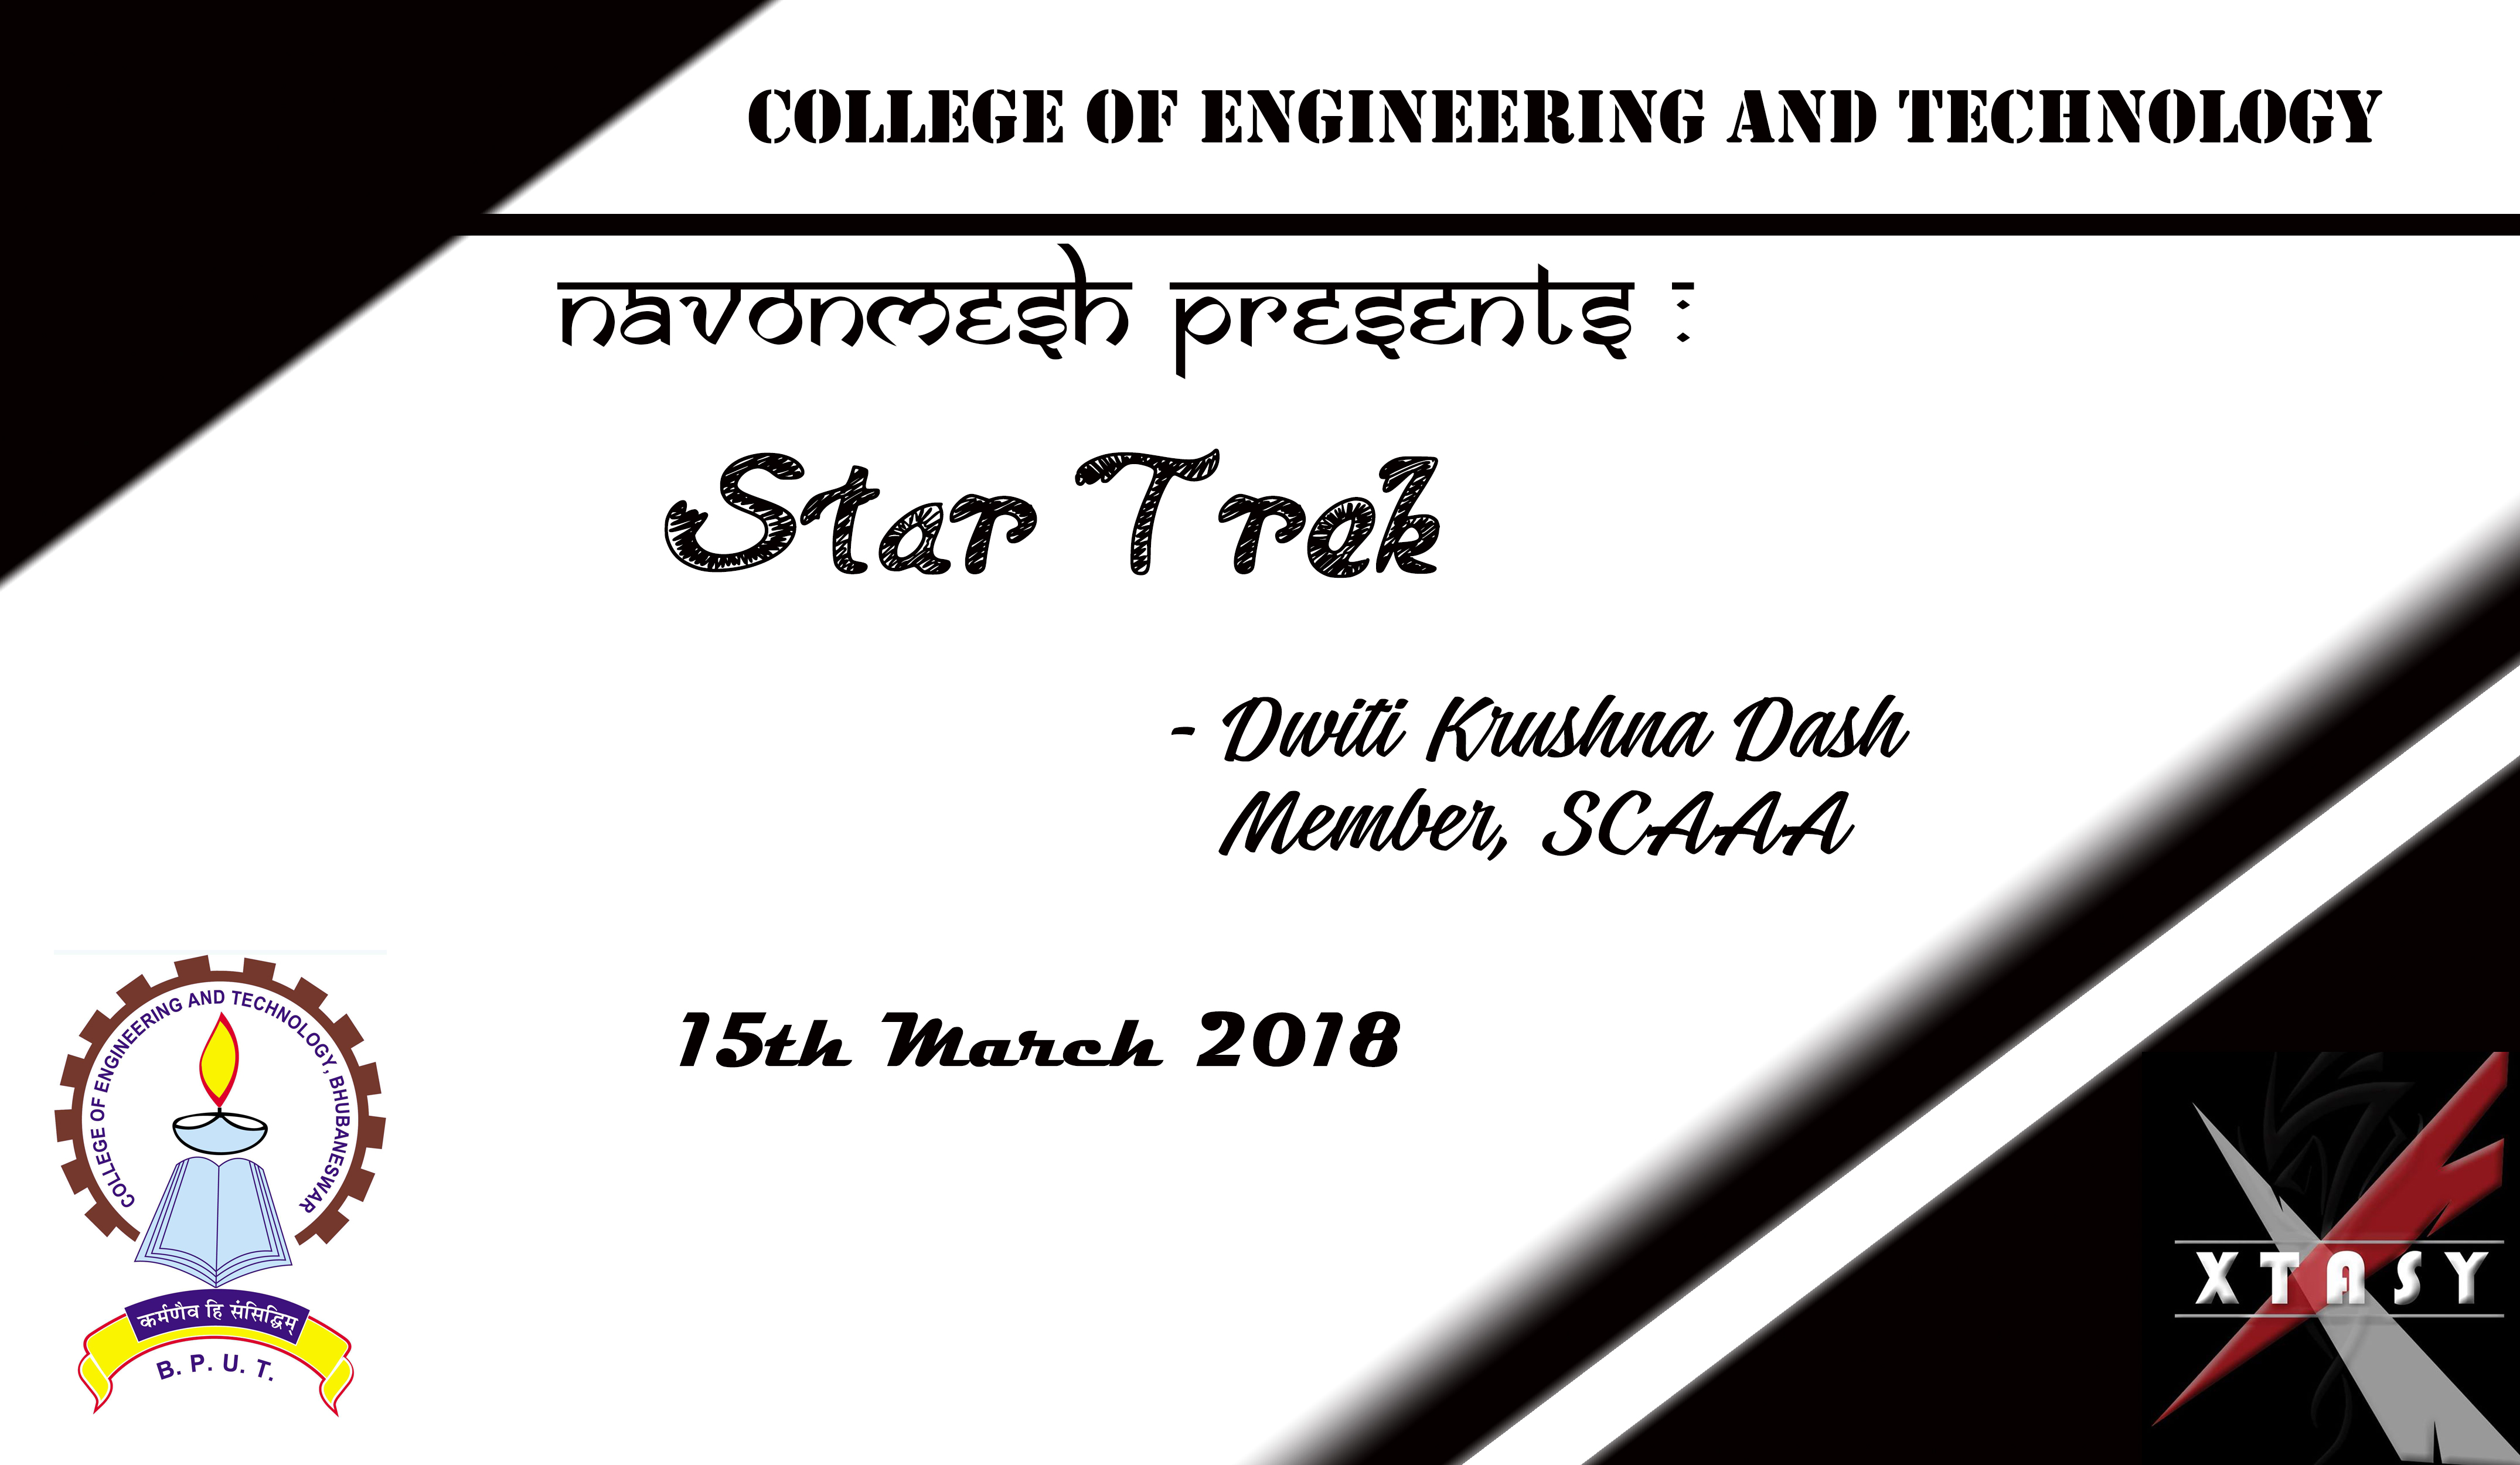 COLLEGE OF ENGINEERING AND TECHNOLOGY
navonmesh presents :
Star Trak
- Dwiti Krushna Dash
Member, SCAAA
15th March 2018
COLLEGE OF ENGINEERING AND TECHNOLOGY, BHUBANESWAR
कर्मणैव हि संसिद्धिम्
B. P. U. T.
XTASY